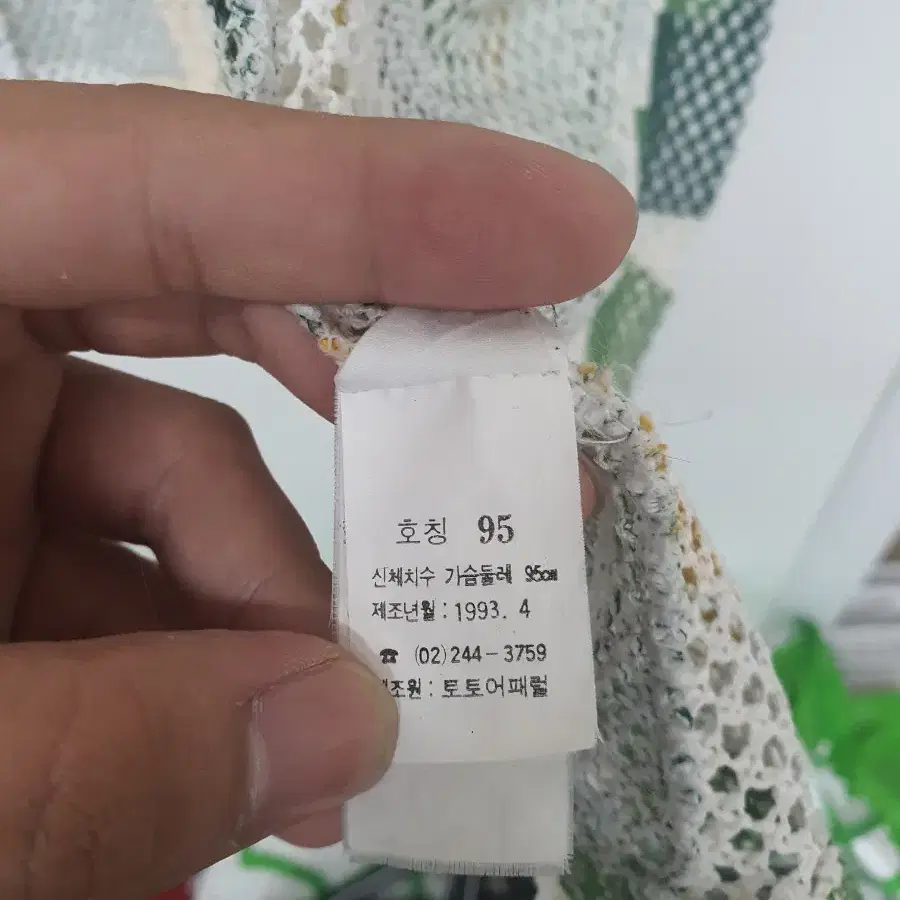 호칭 95
신체치수 가슴둘레 95cm
제조년월 : 1993. 4
☎ (02)244-3759
조원 : 토토어패럴